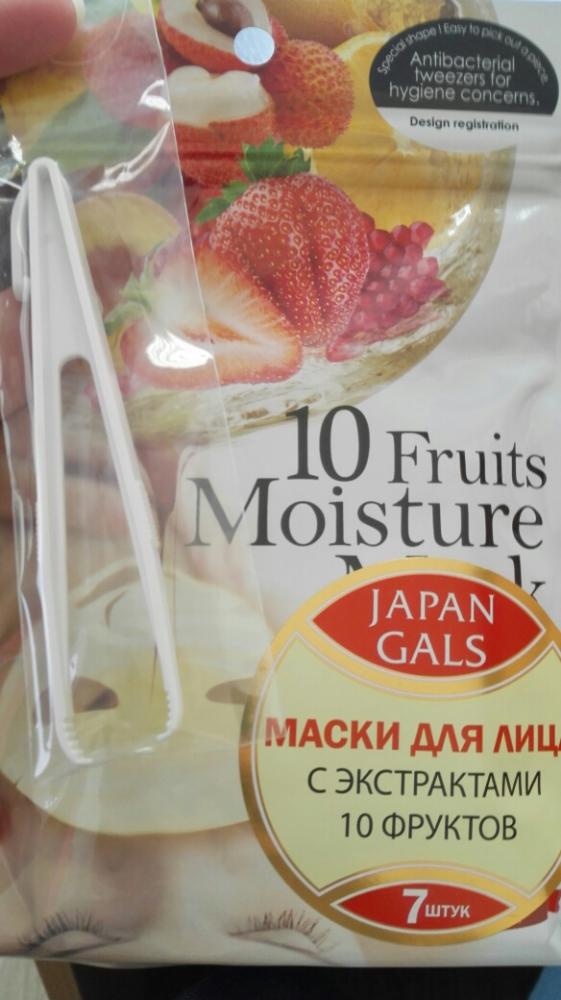 Special shape! Easy to pick out a piece
Antibacterial
tweezers for
hygiene concerns.
Design registration
10 Fruits
Moisture
JAPAN
GALS
МАСКИ ДЛЯ ЛИЦА
С ЭКСТРАКТАМИ
10 ФРУКТОВ
7 ШТУК